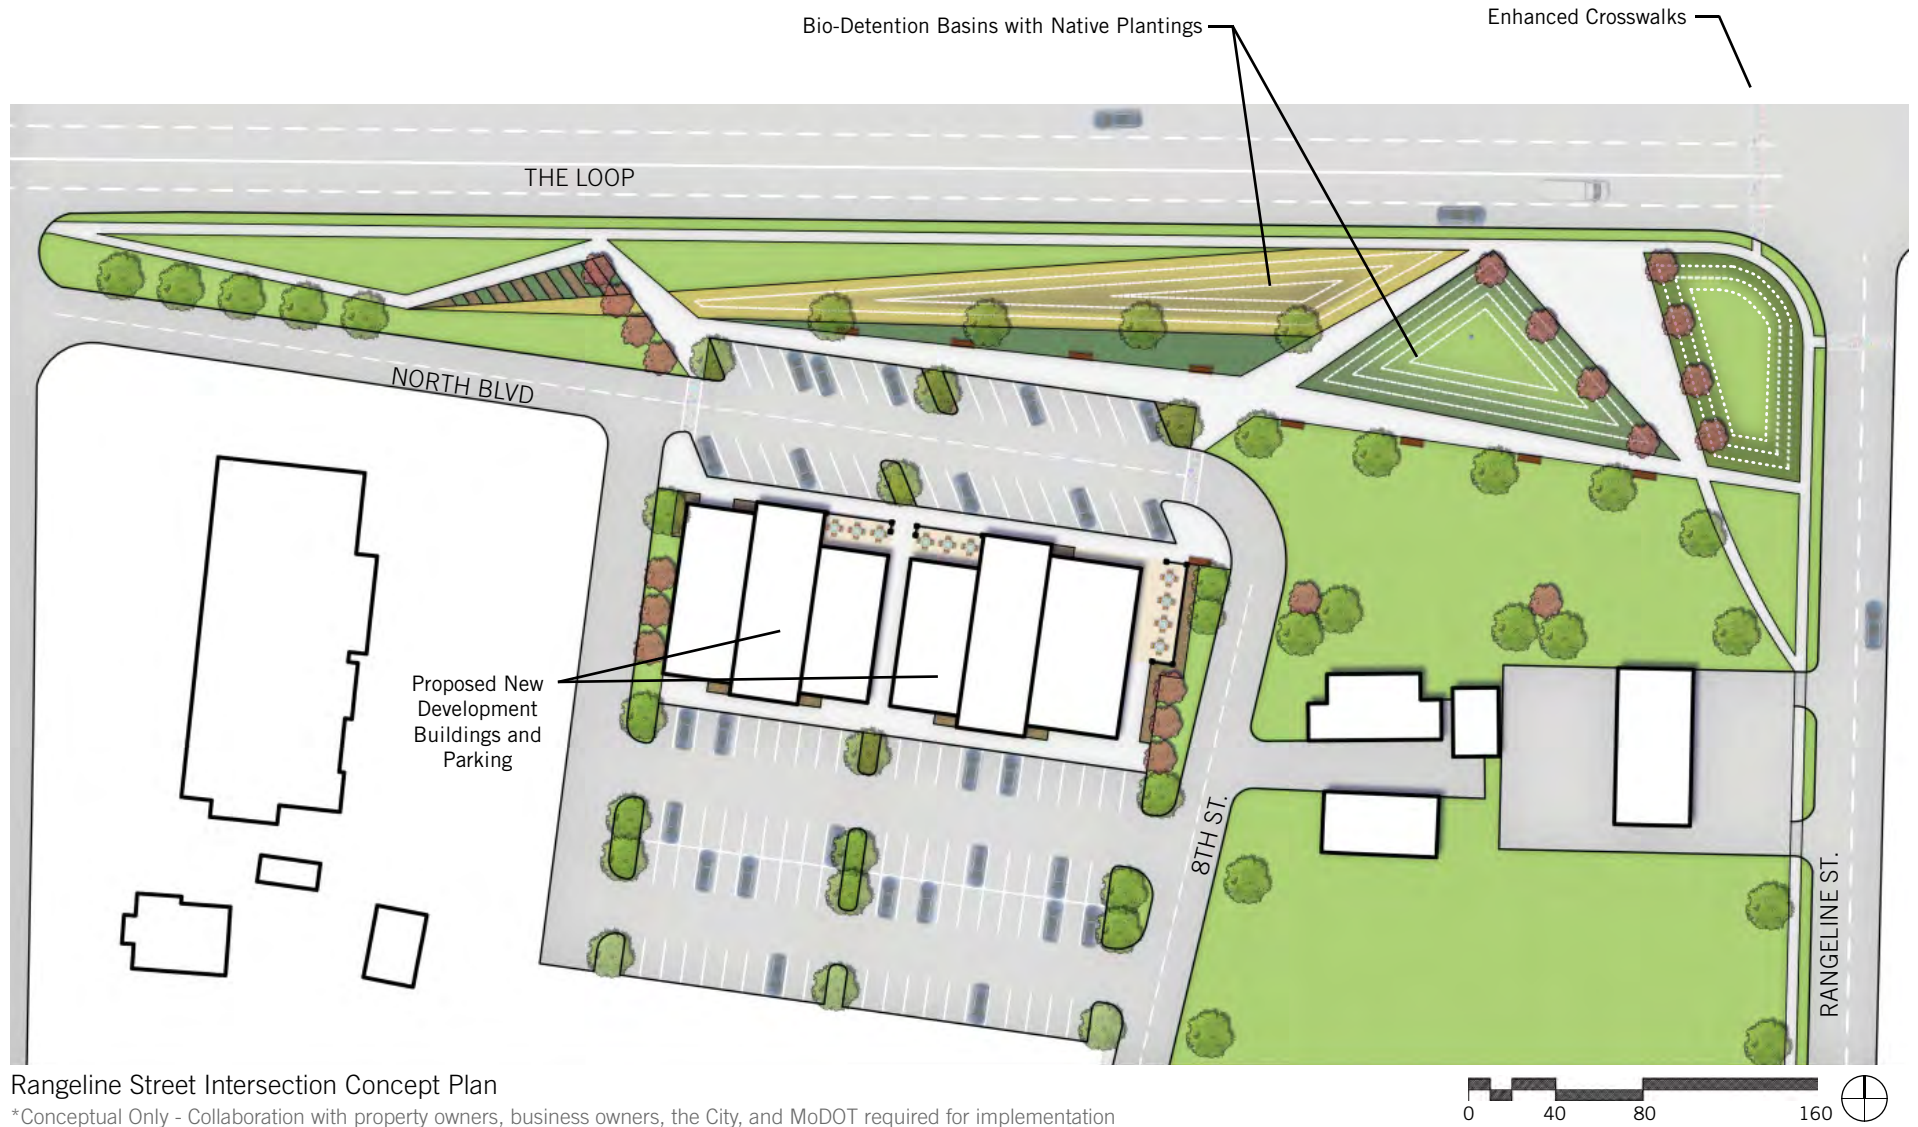 Enhanced Crosswalks
Bio-Detention Basins with Native Plantings
THE LOOP
NORTH BLVD
Proposed New
Development
Buildings and
Parking
8TH ST.
RANGELINE ST.
Rangeline Street Intersection Concept Plan
*Conceptual Only - Collaboration with property owners, business owners, the City, and MoDOT required for implementation
0 40 80 160